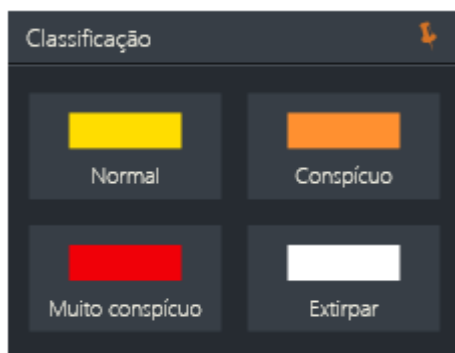 Classificação
Normal
Conspícuo
Muito conspícuo
Extirpar